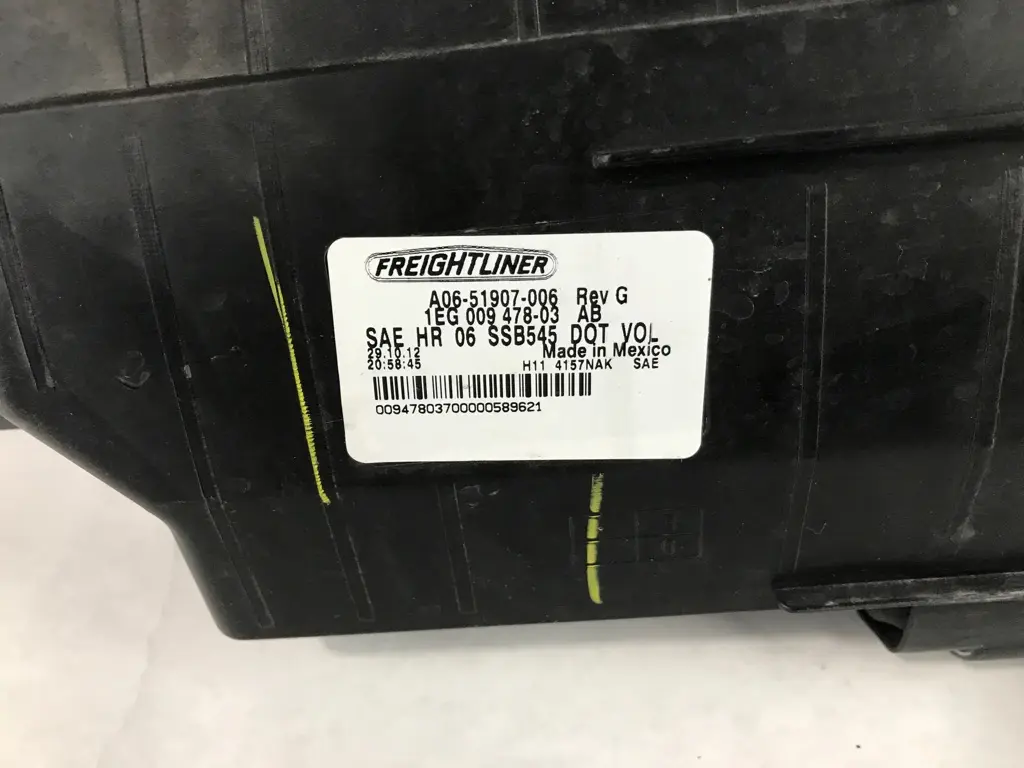 FREIGHTLINER
A06-51907-006 Rev G
1EG 009 478-03 AB
SAE HR 06 SSB545 DOT VOL
29.10.12 Made in Mexico
20:58:45 H11 4157NAK SAE
00947803700000589621